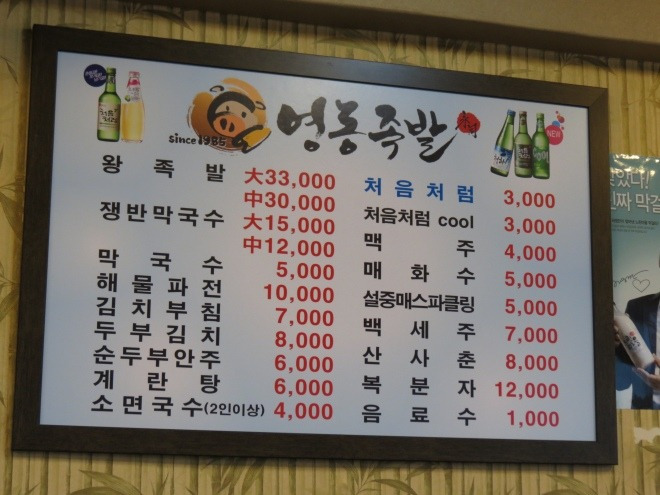 since 1985
영동족발
NEW
왕족발 大33,000
中30,000
쟁반막국수 大15,000
中12,000
막국수 5,000
해물파전 10,000
김치부침 7,000
두부김치 8,000
순두부안주 6,000
계란탕 6,000
소면국수(2인이상) 4,000
처음처럼 3,000
처음처럼 cool 3,000
맥주 4,000
매화수 5,000
설중매스파클링 5,000
백세주 7,000
산사춘 8,000
복분자 12,000
음료수 1,000